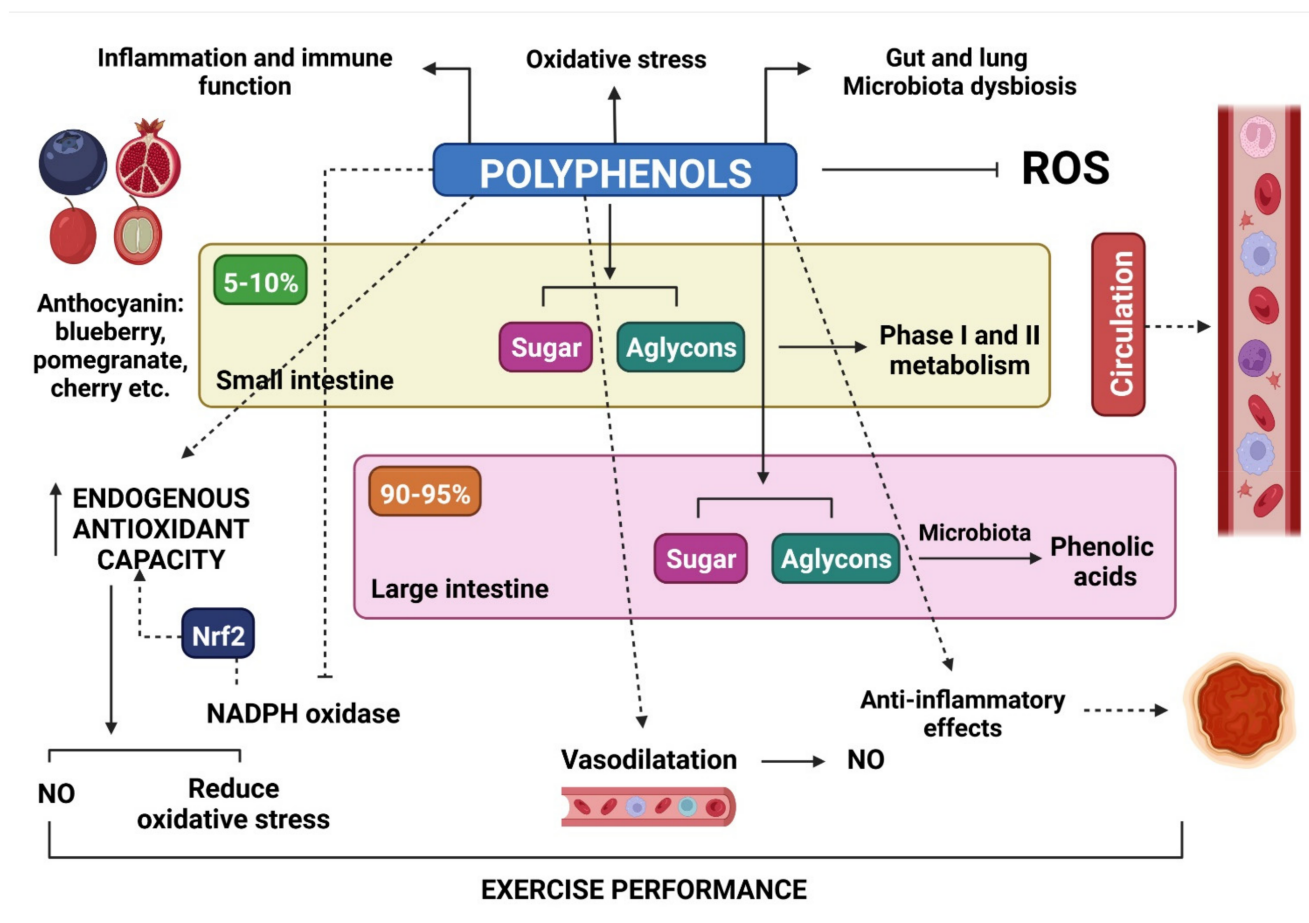 Inflammation and immune
function
Oxidative stress
Gut and lung
Microbiota dysbiosis
POLYPHENOLS
ROS
Anthocyanin:
blueberry,
pomegranate,
cherry etc.
5-10%
Sugar
Aglycons
Phase I and II
metabolism
Small intestine
Circulation
90-95%
Sugar
Aglycons
Microbiota
Phenolic
acids
Large intestine
ENDOGENOUS
ANTIOXIDANT
CAPACITY
Nrf2
NADPH oxidase
NO
Reduce
oxidative stress
Vasodilatation
NO
Anti-inflammatory
effects
EXERCISE PERFORMANCE